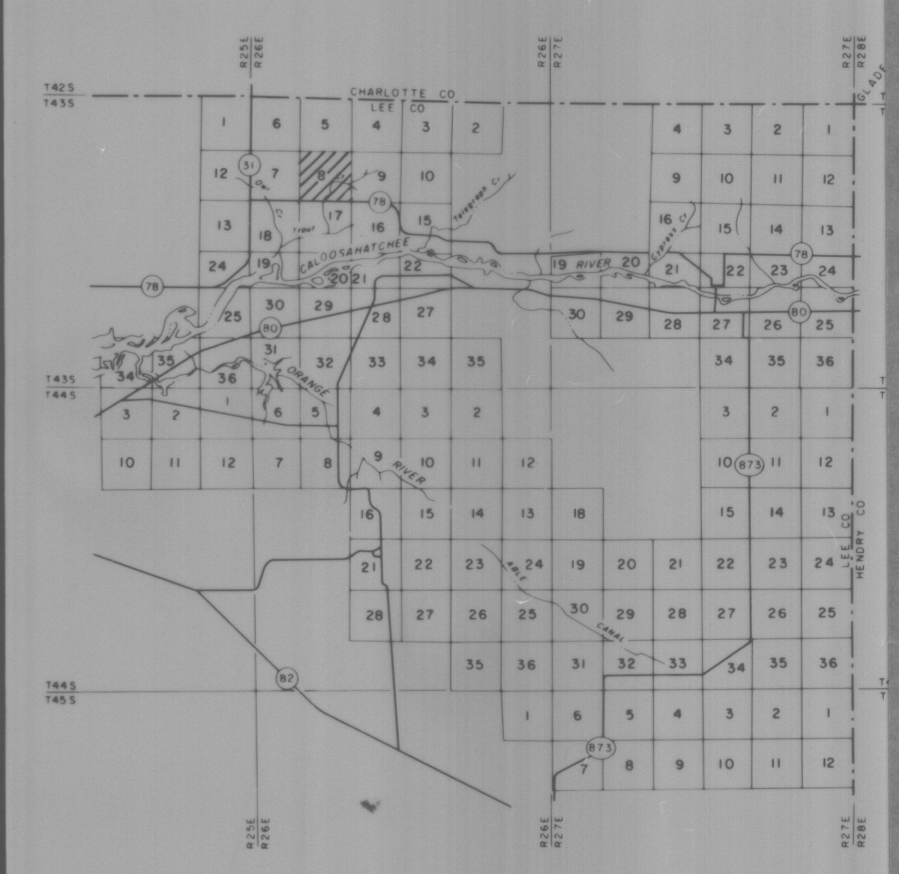 R25E R26E R26E R27E R27E R28E
T42S
T43S
CHARLOTTE CO
LEE CO
GLADE
T
T
1 6 5 4 3 2 4 3 2 1
12 31 7 8 9 10 9 10 11 12
Cr
78
Telegraph Cr
13 18 Cr 17 16 15 16 Cypress Cr 15 14 13
Trout
CALOOSAHATCHEE
78
24 19 20 21 22 19 RIVER 20 21 22 23 24
78
25 30 29 28 27 30 29 28 27 26 25
80
80
34 35 36 31 32 33 34 35 34 35 36
ORANGE
T43S
T44S
T
T
3 2 1 6 5 4 3 2 3 2 1
10 11 12 7 8 9 10 11 12 10 873 11 12
RIVER
16 15 14 13 18 15 14 13
LEE CO
HENDRY CO
21 22 23 24 19 20 21 22 23 24
ABLE
28 27 26 25 30 29 28 27 26 25
CANAL
35 36 31 32 33 34 35 36
82
T44S
T45S
T4
T
1 6 5 4 3 2 1
873
7 8 9 10 11 12
R25E R26E R26E R27E R27E R28E